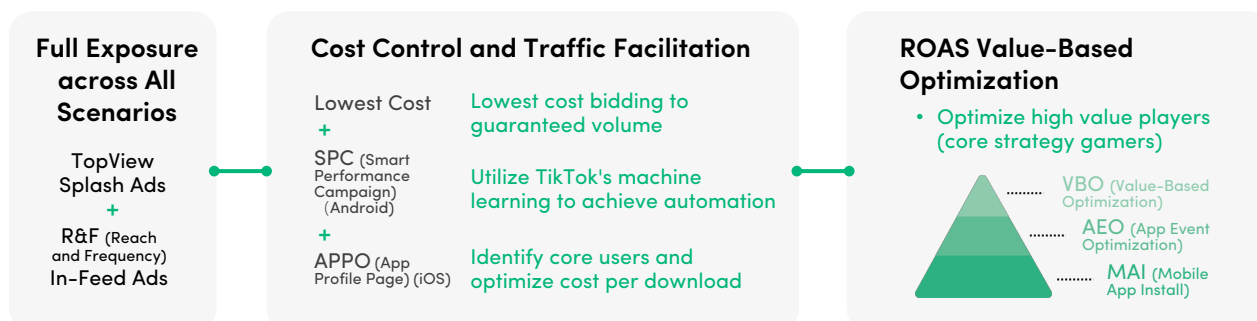 Full Exposure
across All
Scenarios
TopView
Splash Ads
+
R&F (Reach
and Frequency)
In-Feed Ads
Cost Control and Traffic Facilitation
Lowest Cost
+
SPC (Smart
Performance
Campaign)
(Android)
+
APPO (App
Profile Page) (iOS)
Lowest cost bidding to
guaranteed volume
Utilize TikTok's machine
learning to achieve automation
Identify core users and
optimize cost per download
ROAS Value-Based
Optimization
• Optimize high value players
(core strategy gamers)
VBO (Value-Based
Optimization)
AEO (App Event
Optimization)
MAI (Mobile
App Install)